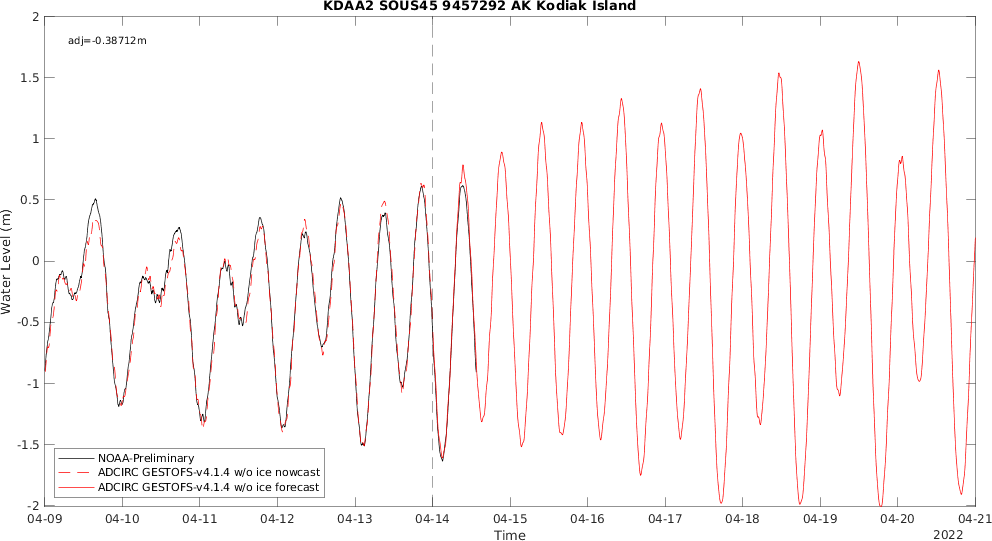 KDAA2 SOUS45 9457292 AK Kodiak Island
adj=-0.38712m
2
1.5
1
0.5
0
-0.5
-1
-1.5
-2
Water Level (m)
NOAA-Preliminary
ADCIRC GESTOFS-v4.1.4 w/o ice nowcast
ADCIRC GESTOFS-v4.1.4 w/o ice forecast
04-09 04-10 04-11 04-12 04-13 04-14 04-15 04-16 04-17 04-18 04-19 04-20 04-21
Time
2022